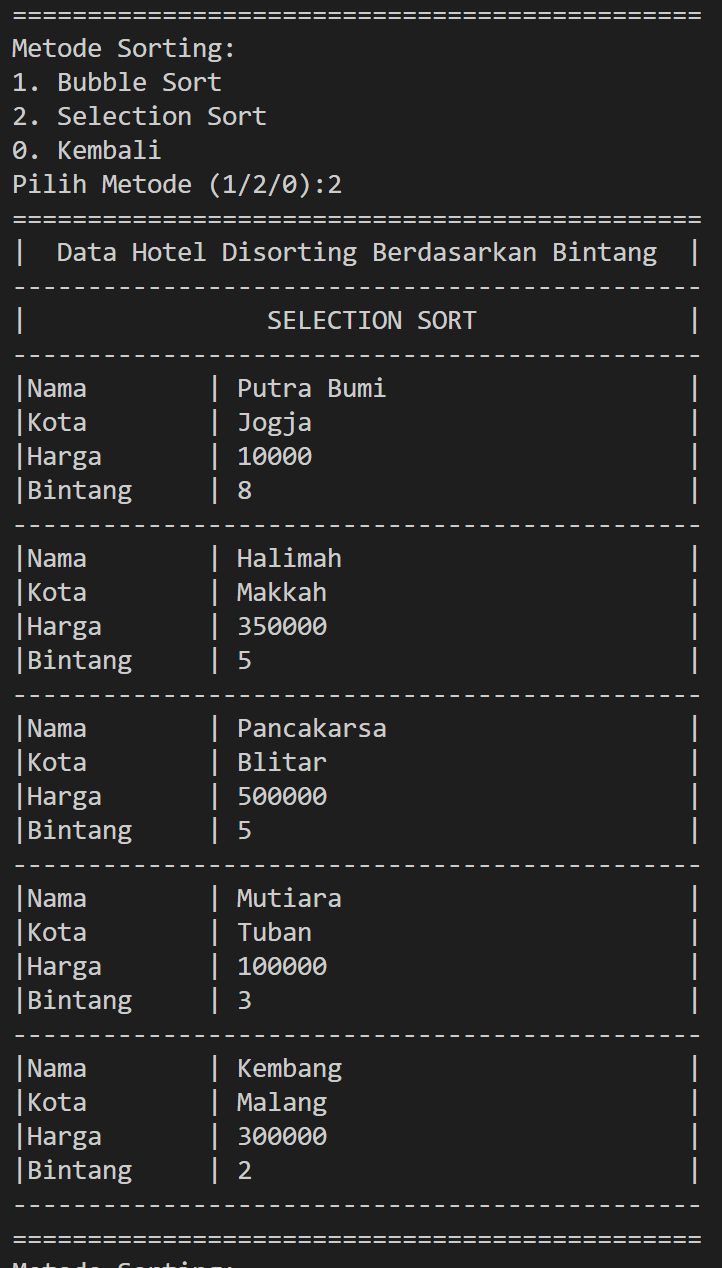 ==============================================
Metode Sorting:
1. Bubble Sort
2. Selection Sort
0. Kembali
Pilih Metode (1/2/0):2
==============================================
|  Data Hotel Disorting Berdasarkan Bintang  |
----------------------------------------------
|                SELECTION SORT              |
----------------------------------------------
|Nama        | Putra Bumi                    |
|Kota        | Jogja                         |
|Harga       | 10000                         |
|Bintang     | 8                             |
----------------------------------------------
|Nama        | Halimah                       |
|Kota        | Makkah                        |
|Harga       | 350000                        |
|Bintang     | 5                             |
----------------------------------------------
|Nama        | Pancakarsa                    |
|Kota        | Blitar                        |
|Harga       | 500000                        |
|Bintang     | 5                             |
----------------------------------------------
|Nama        | Mutiara                       |
|Kota        | Tuban                         |
|Harga       | 100000                        |
|Bintang     | 3                             |
----------------------------------------------
|Nama        | Kembang                       |
|Kota        | Malang                        |
|Harga       | 300000                        |
|Bintang     | 2                             |
----------------------------------------------
==============================================
Metode Sorting: